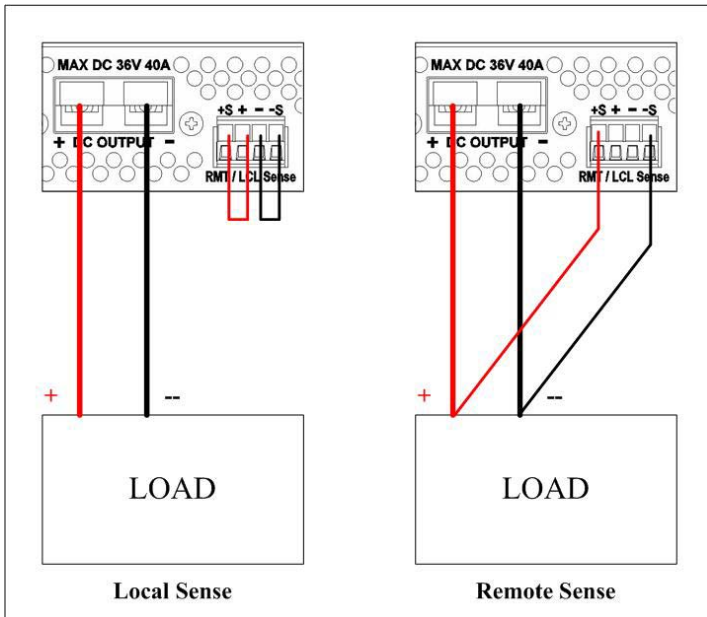 MAX DC 36V 40A
+S + − -S
+ DC OUTPUT -
RMT / LCL Sense
+ --
LOAD
Local Sense
MAX DC 36V 40A
+S + − -S
+ DC OUTPUT -
RMT / LCL Sense
+ --
LOAD
Remote Sense